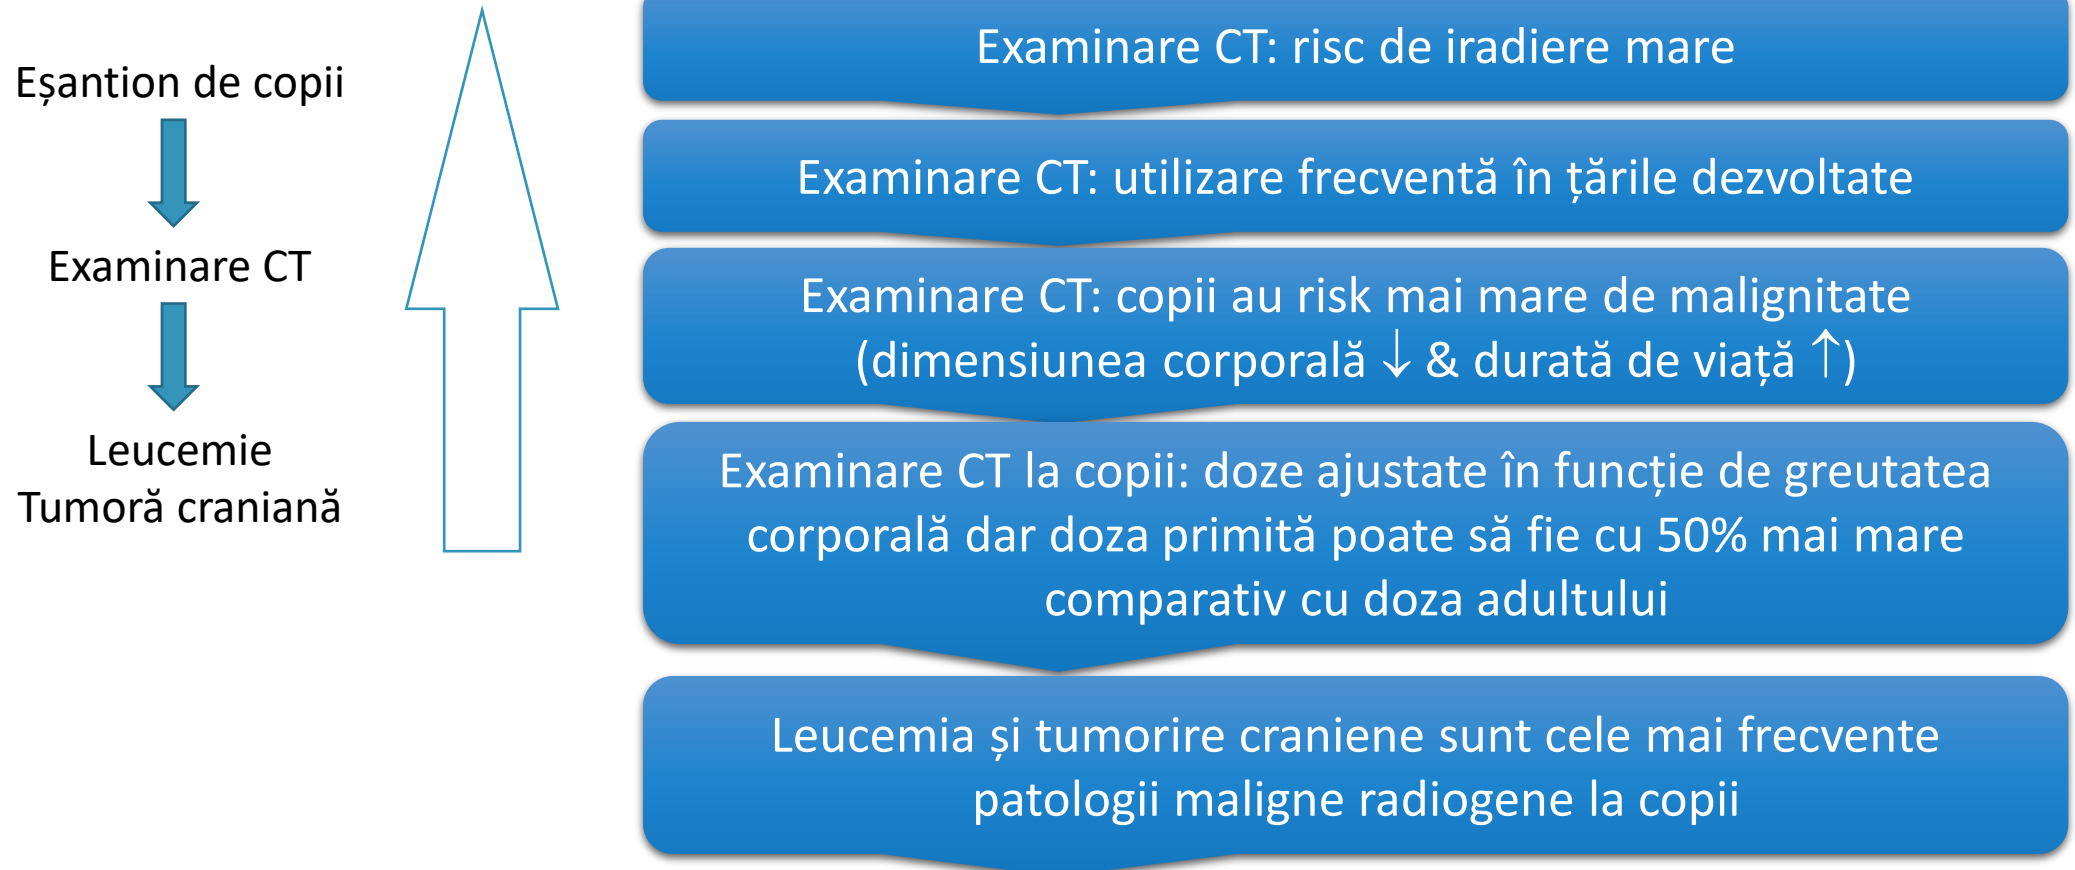 Eșantion de copii
Examinare CT
Leucemie
Tumoră craniană
Examinare CT: risc de iradiere mare
Examinare CT: utilizare frecventă în țările dezvoltate
Examinare CT: copii au risk mai mare de malignitate
(dimensiunea corporală ↓ & durată de viață ↑)
Examinare CT la copii: doze ajustate în funcție de greutatea
corporală dar doza primită poate să fie cu 50% mai mare
comparativ cu doza adultului
Leucemia și tumorire craniene sunt cele mai frecvente
patologii maligne radiogene la copii